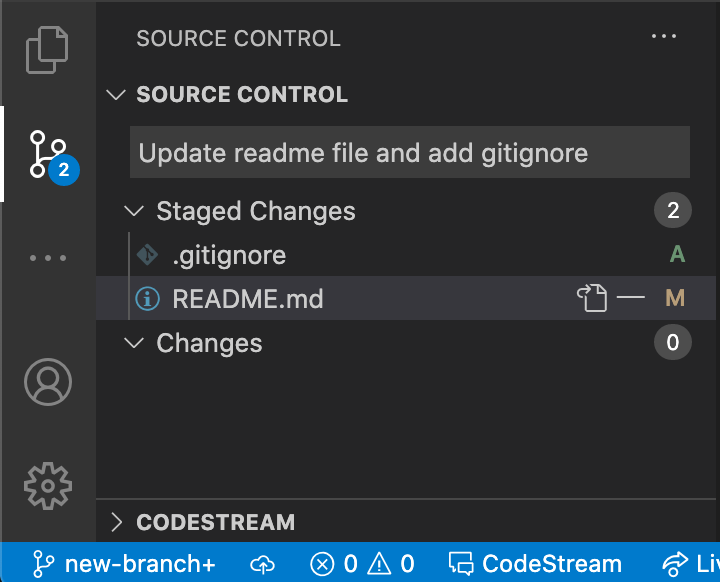 SOURCE CONTROL
SOURCE CONTROL
Update readme file and add gitignore
2
Staged Changes 2
.gitignore A
README.md M
Changes 0
CODESTREAM
new-branch+ 0 0 CodeStream Liv